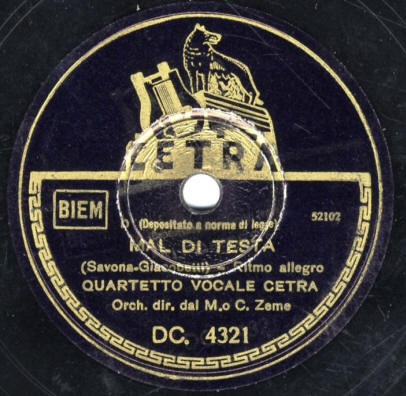 CETRA
BIEM
D (Depositato a norme di legge)
52102
MAL DI TESTA
(Savona-Giacobetti) - Ritmo allegro
QUARTETTO VOCALE CETRA
Orch. dir. dal M.o C. Zeme
DC. 4321